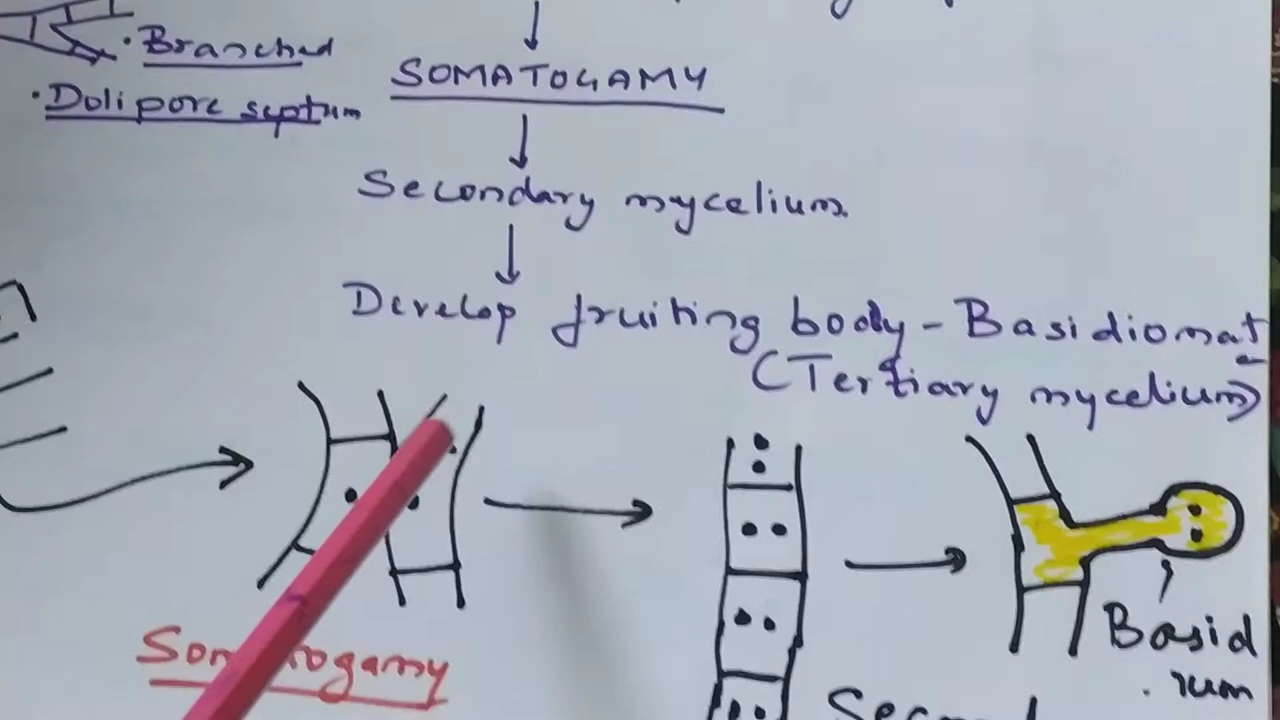 · Branched
· Dolipore septum
SOMATOGAMY
Secondary mycelium
Develop fruiting body - Basidiomat
(Tertiary mycelium)
Basid
ium